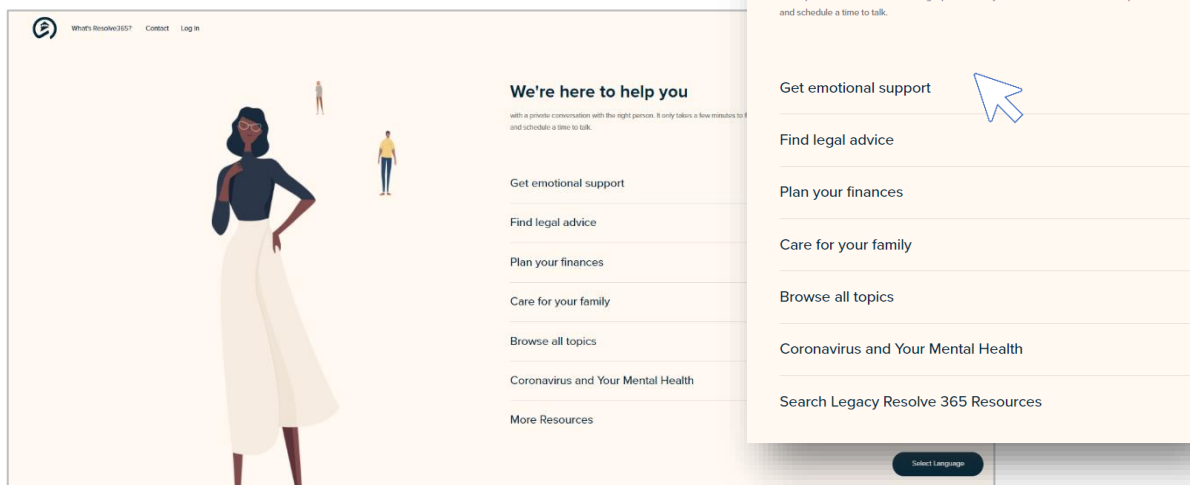 What's Resolve365? Contact Log in
We're here to help you
with a private conversation with the right person. It only takes a few minutes to
and schedule a time to talk.
Get emotional support
Find legal advice
Plan your finances
Care for your family
Browse all topics
Coronavirus and Your Mental Health
More Resources
Select Language
and schedule a time to talk.
Get emotional support
Find legal advice
Plan your finances
Care for your family
Browse all topics
Coronavirus and Your Mental Health
Search Legacy Resolve 365 Resources